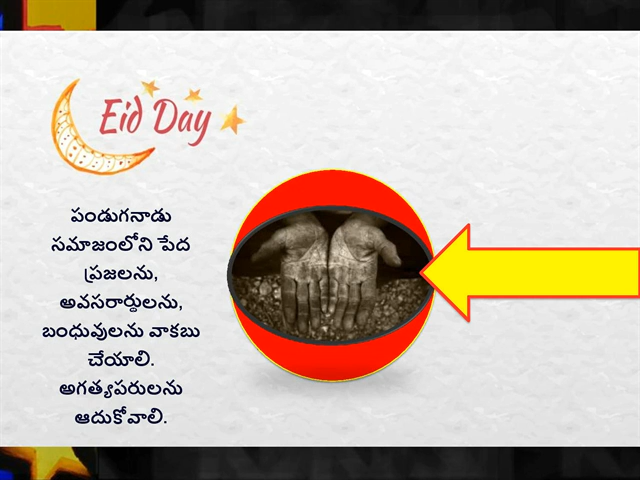 Eid Day
పండుగనాడు
సమాజంలోని పేద
ప్రజలను,
అవసరార్థులను,
బంధువులను వాకబు
చేయాలి.
అగత్యపరులను
ఆదుకోవాలి.